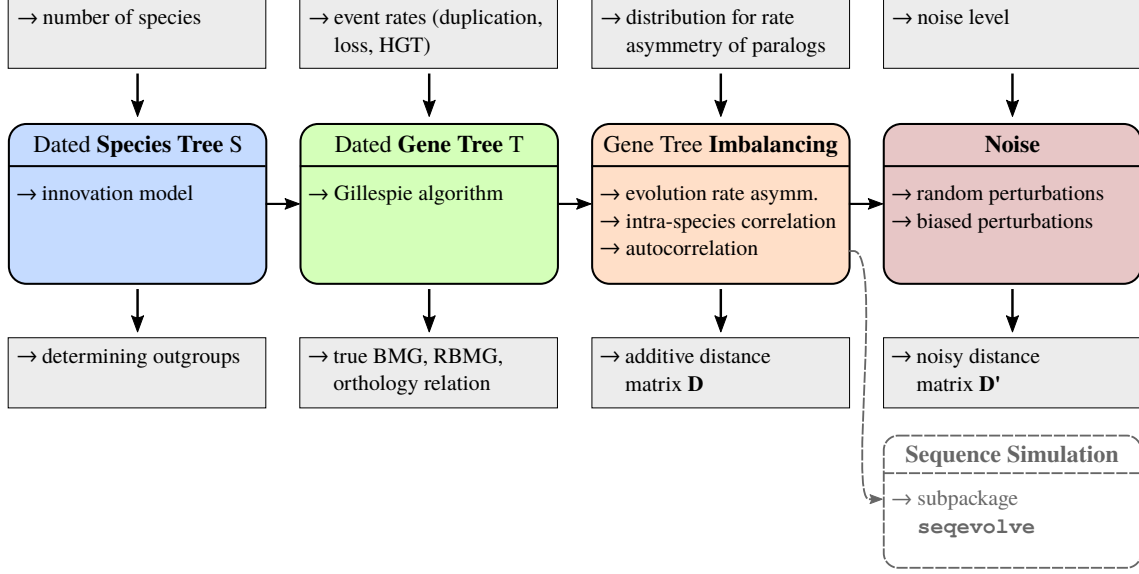 → number of species
→ event rates (duplication,
loss, HGT)
→ distribution for rate
asymmetry of paralogs
→ noise level
Dated Species Tree S
→ innovation model
Dated Gene Tree T
→ Gillespie algorithm
Gene Tree Imbalancing
→ evolution rate asymm.
→ intra-species correlation
→ autocorrelation
Noise
→ random perturbations
→ biased perturbations
→ determining outgroups
→ true BMG, RBMG,
orthology relation
→ additive distance
matrix D
→ noisy distance
matrix D'
Sequence Simulation
→ subpackage
seqevolve